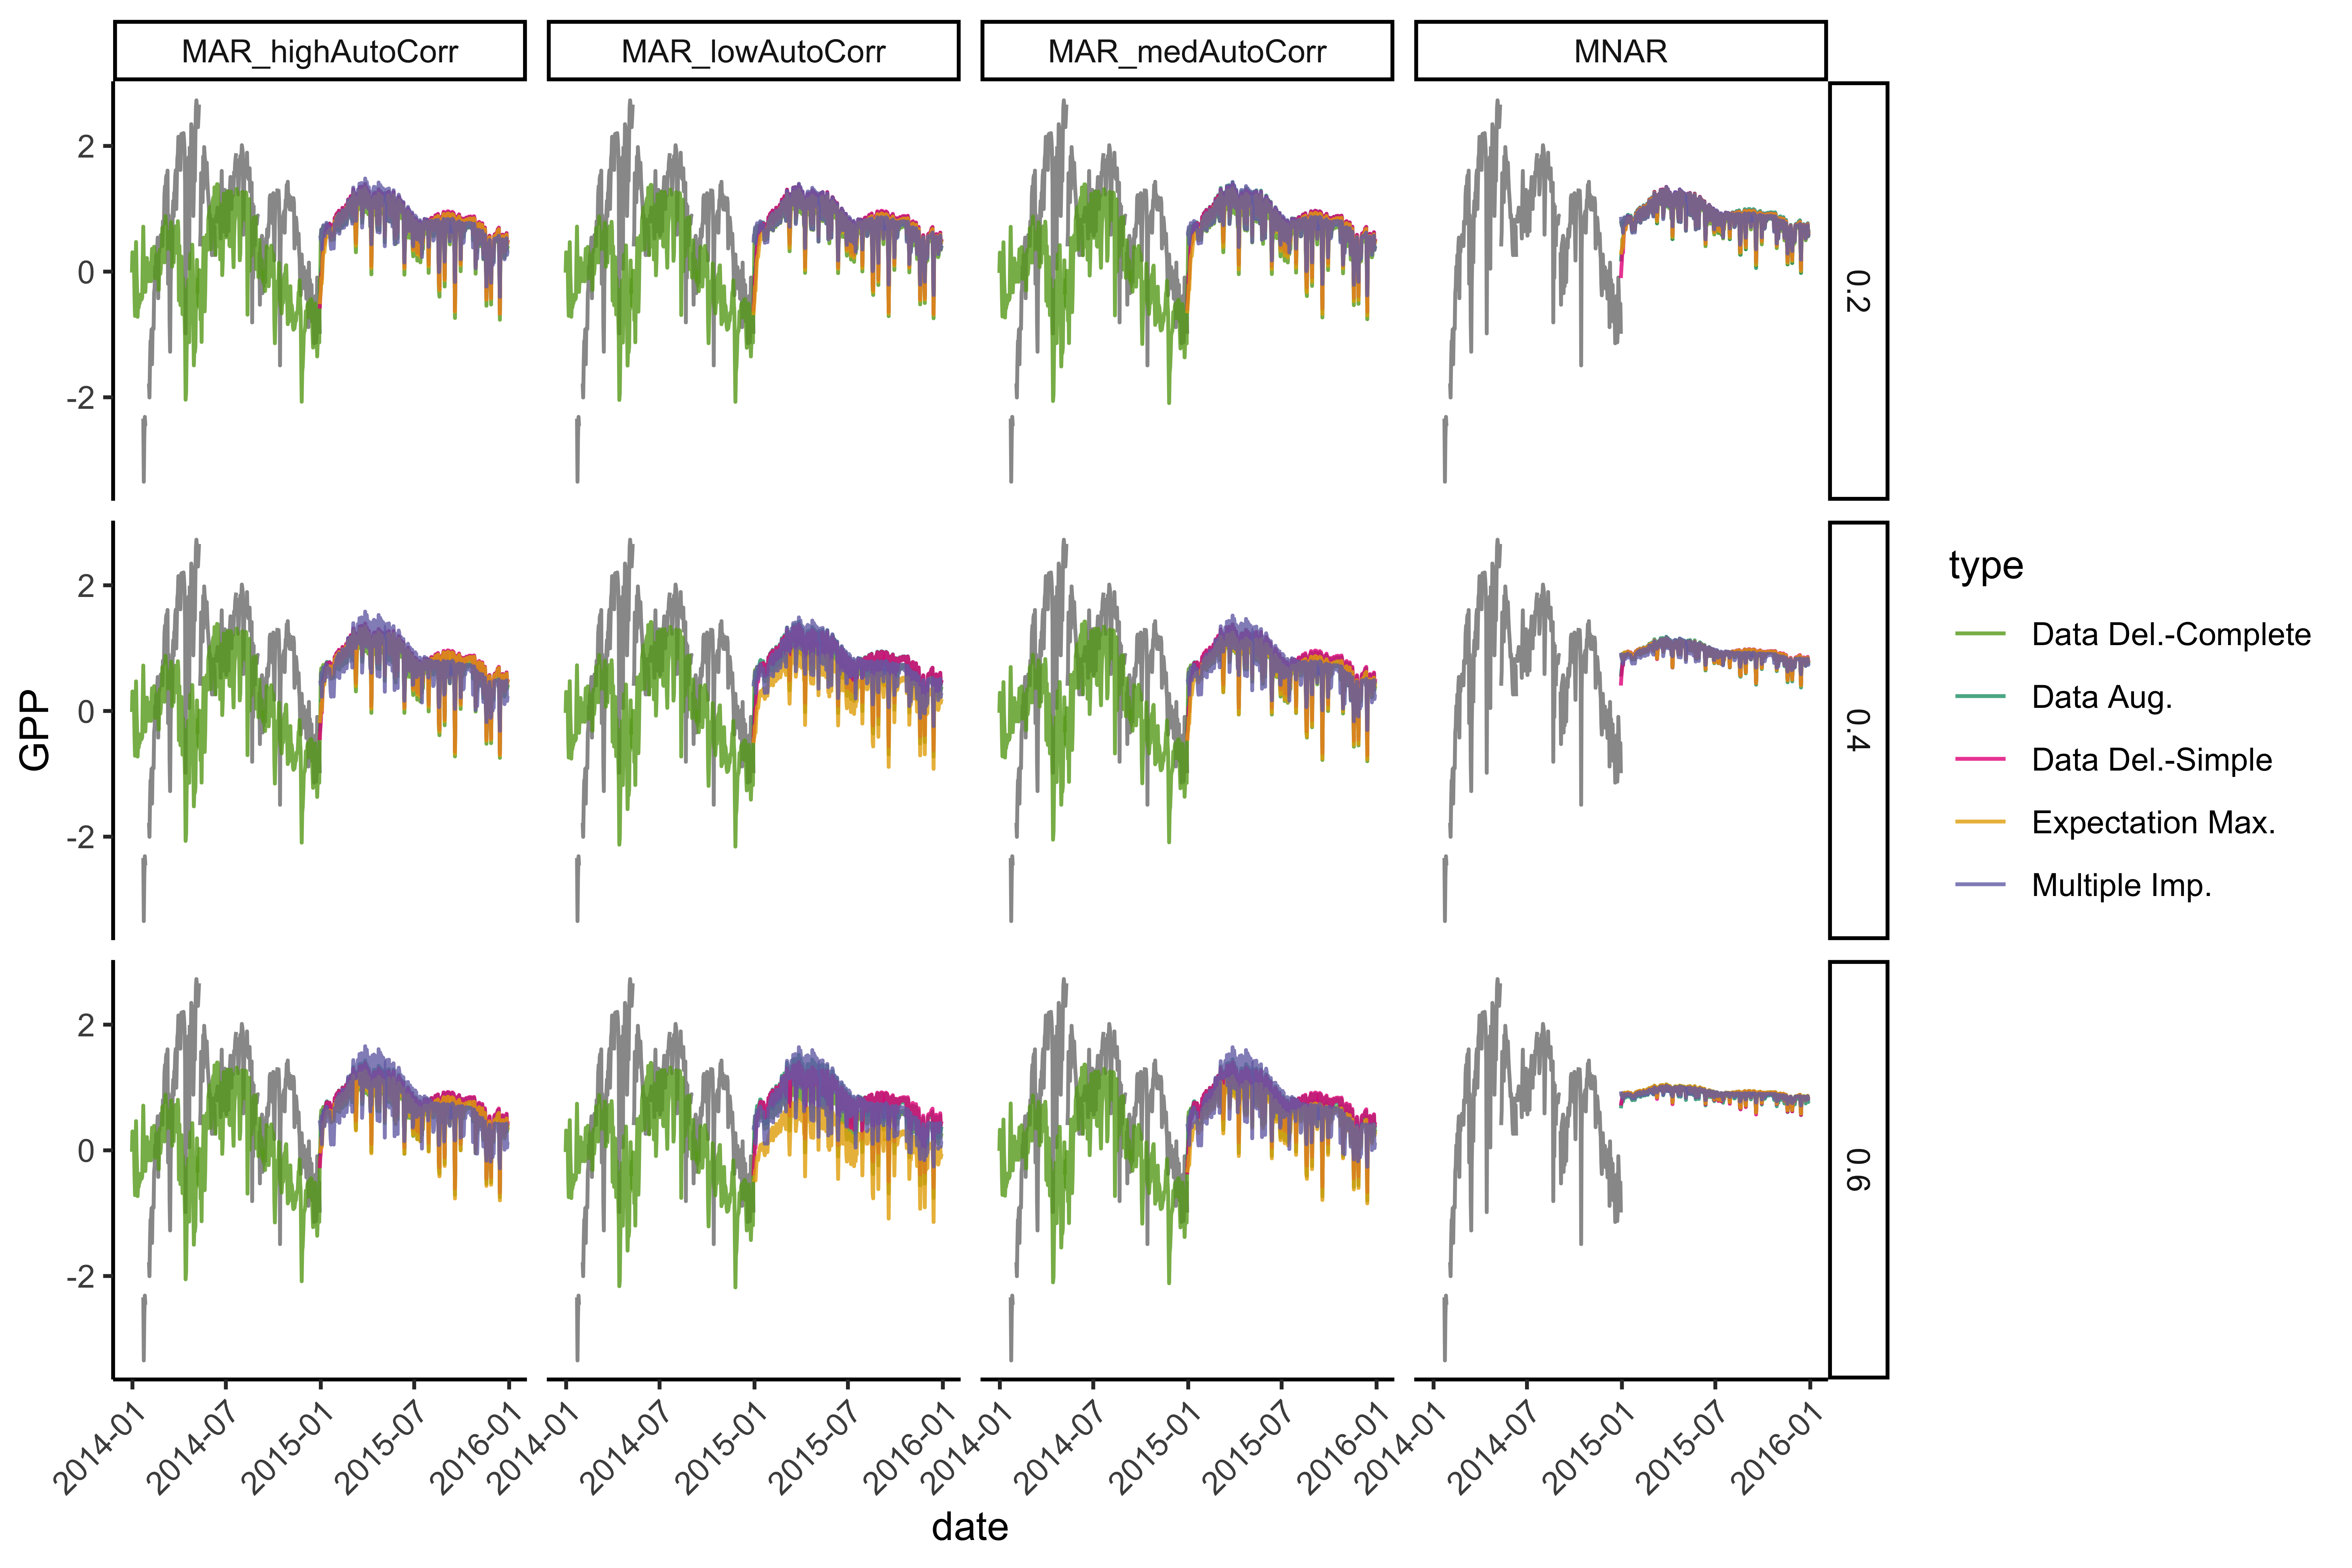 MAR_highAutoCorr MAR_lowAutoCorr MAR_medAutoCorr MNAR
2
0
-2
0.2
2
0
-2
0.4
2
0
-2
0.6
GPP
2014-01 2014-07 2015-01 2015-07 2016-01 2014-01 2014-07 2015-01 2015-07 2016-01 2014-01 2014-07 2015-01 2015-07 2016-01 2014-01 2014-07 2015-01 2015-07 2016-01
date
type
Data Del.-Complete
Data Aug.
Data Del.-Simple
Expectation Max.
Multiple Imp.